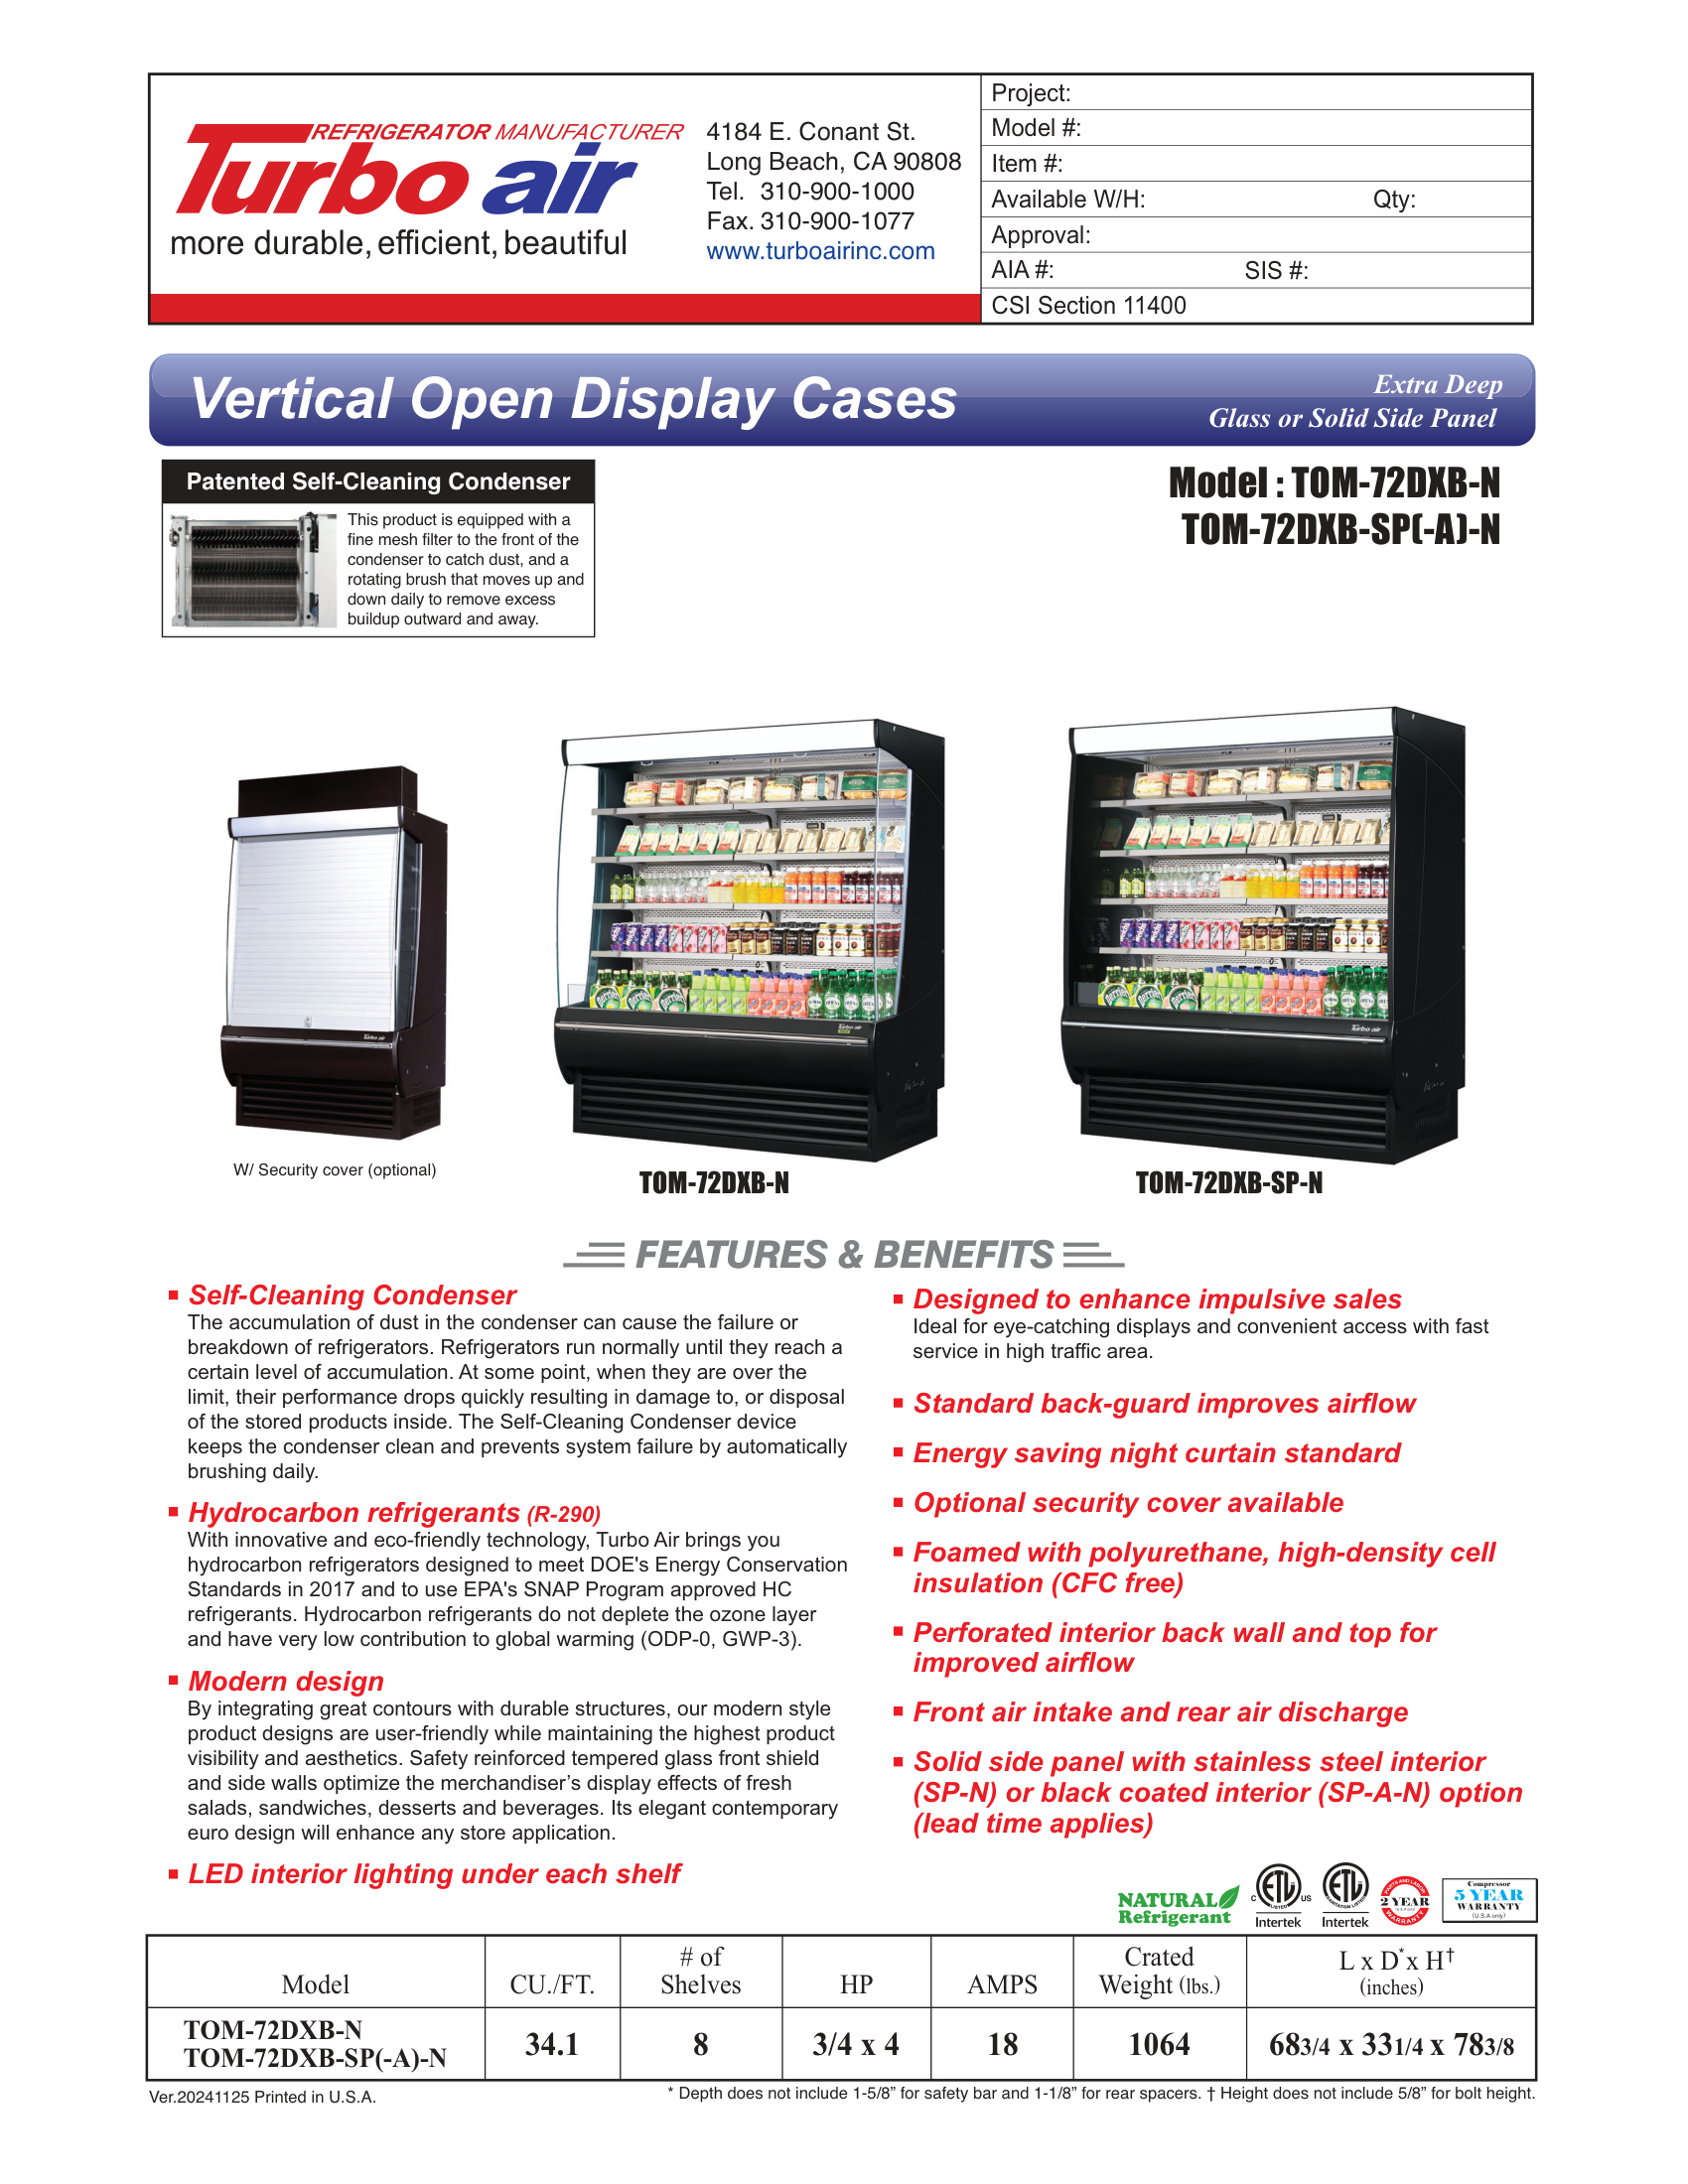 REFRIGERATOR MANUFACTURER
Turbo air
more durable, efficient, beautiful
4184 E. Conant St.
Long Beach, CA 90808
Tel. 310-900-1000
Fax. 310-900-1077
www.turboairinc.com
Project:
Model #:
Item #:
Available W/H: Qty:
Approval:
AIA #: SIS #:
CSI Section 11400
Vertical Open Display Cases
Extra Deep
Glass or Solid Side Panel
Patented Self-Cleaning Condenser
This product is equipped with a
fine mesh filter to the front of the
condenser to catch dust, and a
rotating brush that moves up and
down daily to remove excess
buildup outward and away.
Model : TOM-72DXB-N
TOM-72DXB-SP(-A)-N
W/ Security cover (optional)
TOM-72DXB-N
TOM-72DXB-SP-N
FEATURES & BENEFITS
Self-Cleaning Condenser
The accumulation of dust in the condenser can cause the failure or
breakdown of refrigerators. Refrigerators run normally until they reach a
certain level of accumulation. At some point, when they are over the
limit, their performance drops quickly resulting in damage to, or disposal
of the stored products inside. The Self-Cleaning Condenser device
keeps the condenser clean and prevents system failure by automatically
brushing daily.
Hydrocarbon refrigerants (R-290)
With innovative and eco-friendly technology, Turbo Air brings you
hydrocarbon refrigerators designed to meet DOE's Energy Conservation
Standards in 2017 and to use EPA's SNAP Program approved HC
refrigerants. Hydrocarbon refrigerants do not deplete the ozone layer
and have very low contribution to global warming (ODP-0, GWP-3).
Modern design
By integrating great contours with durable structures, our modern style
product designs are user-friendly while maintaining the highest product
visibility and aesthetics. Safety reinforced tempered glass front shield
and side walls optimize the merchandiser’s display effects of fresh
salads, sandwiches, desserts and beverages. Its elegant contemporary
euro design will enhance any store application.
LED interior lighting under each shelf
Designed to enhance impulsive sales
Ideal for eye-catching displays and convenient access with fast
service in high traffic area.
Standard back-guard improves airflow
Energy saving night curtain standard
Optional security cover available
Foamed with polyurethane, high-density cell
insulation (CFC free)
Perforated interior back wall and top for
improved airflow
Front air intake and rear air discharge
Solid side panel with stainless steel interior
(SP-N) or black coated interior (SP-A-N) option
(lead time applies)
NATURAL
Refrigerant
C ETL US
LISTED
Intertek
ETL
Intertek
PARTS AND LABOR
2 YEAR
WARRANTY
Compressor
5 YEAR
WARRANTY
(U.S.A only)
Model CU./FT. # of Shelves HP AMPS Crated Weight (lbs.) L x D* x H† (inches)
TOM-72DXB-N
TOM-72DXB-SP(-A)-N 34.1 8 3/4 x 4 18 1064 683/4 x 331/4 x 783/8
Ver.20241125 Printed in U.S.A.
* Depth does not include 1-5/8” for safety bar and 1-1/8” for rear spacers. † Height does not include 5/8” for bolt height.